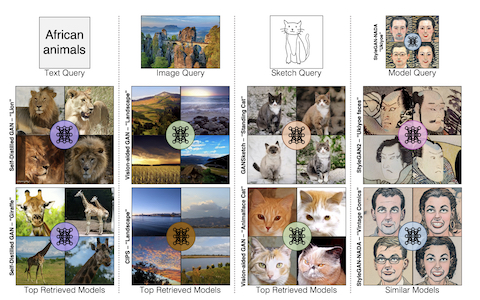 African
animals
Text Query
Image Query
Sketch Query
StyleGAN-NADA
"Ukiyoe"
Model Query
Self-Distilled GAN – "Lion"
Vision-aided GAN – "Landscape"
GANSketch – "Standing Cat"
StyleGAN2 – "Ukiyoe faces"
Self-Distilled GAN – "Giraffe"
CIPS – "Landscape"
Vision-aided GAN – "Animalface Cat"
StyleGAN-NADA – "Vintage Comics"
Top Retrieved Models
Top Retrieved Models
Top Retrieved Models
Similar Models